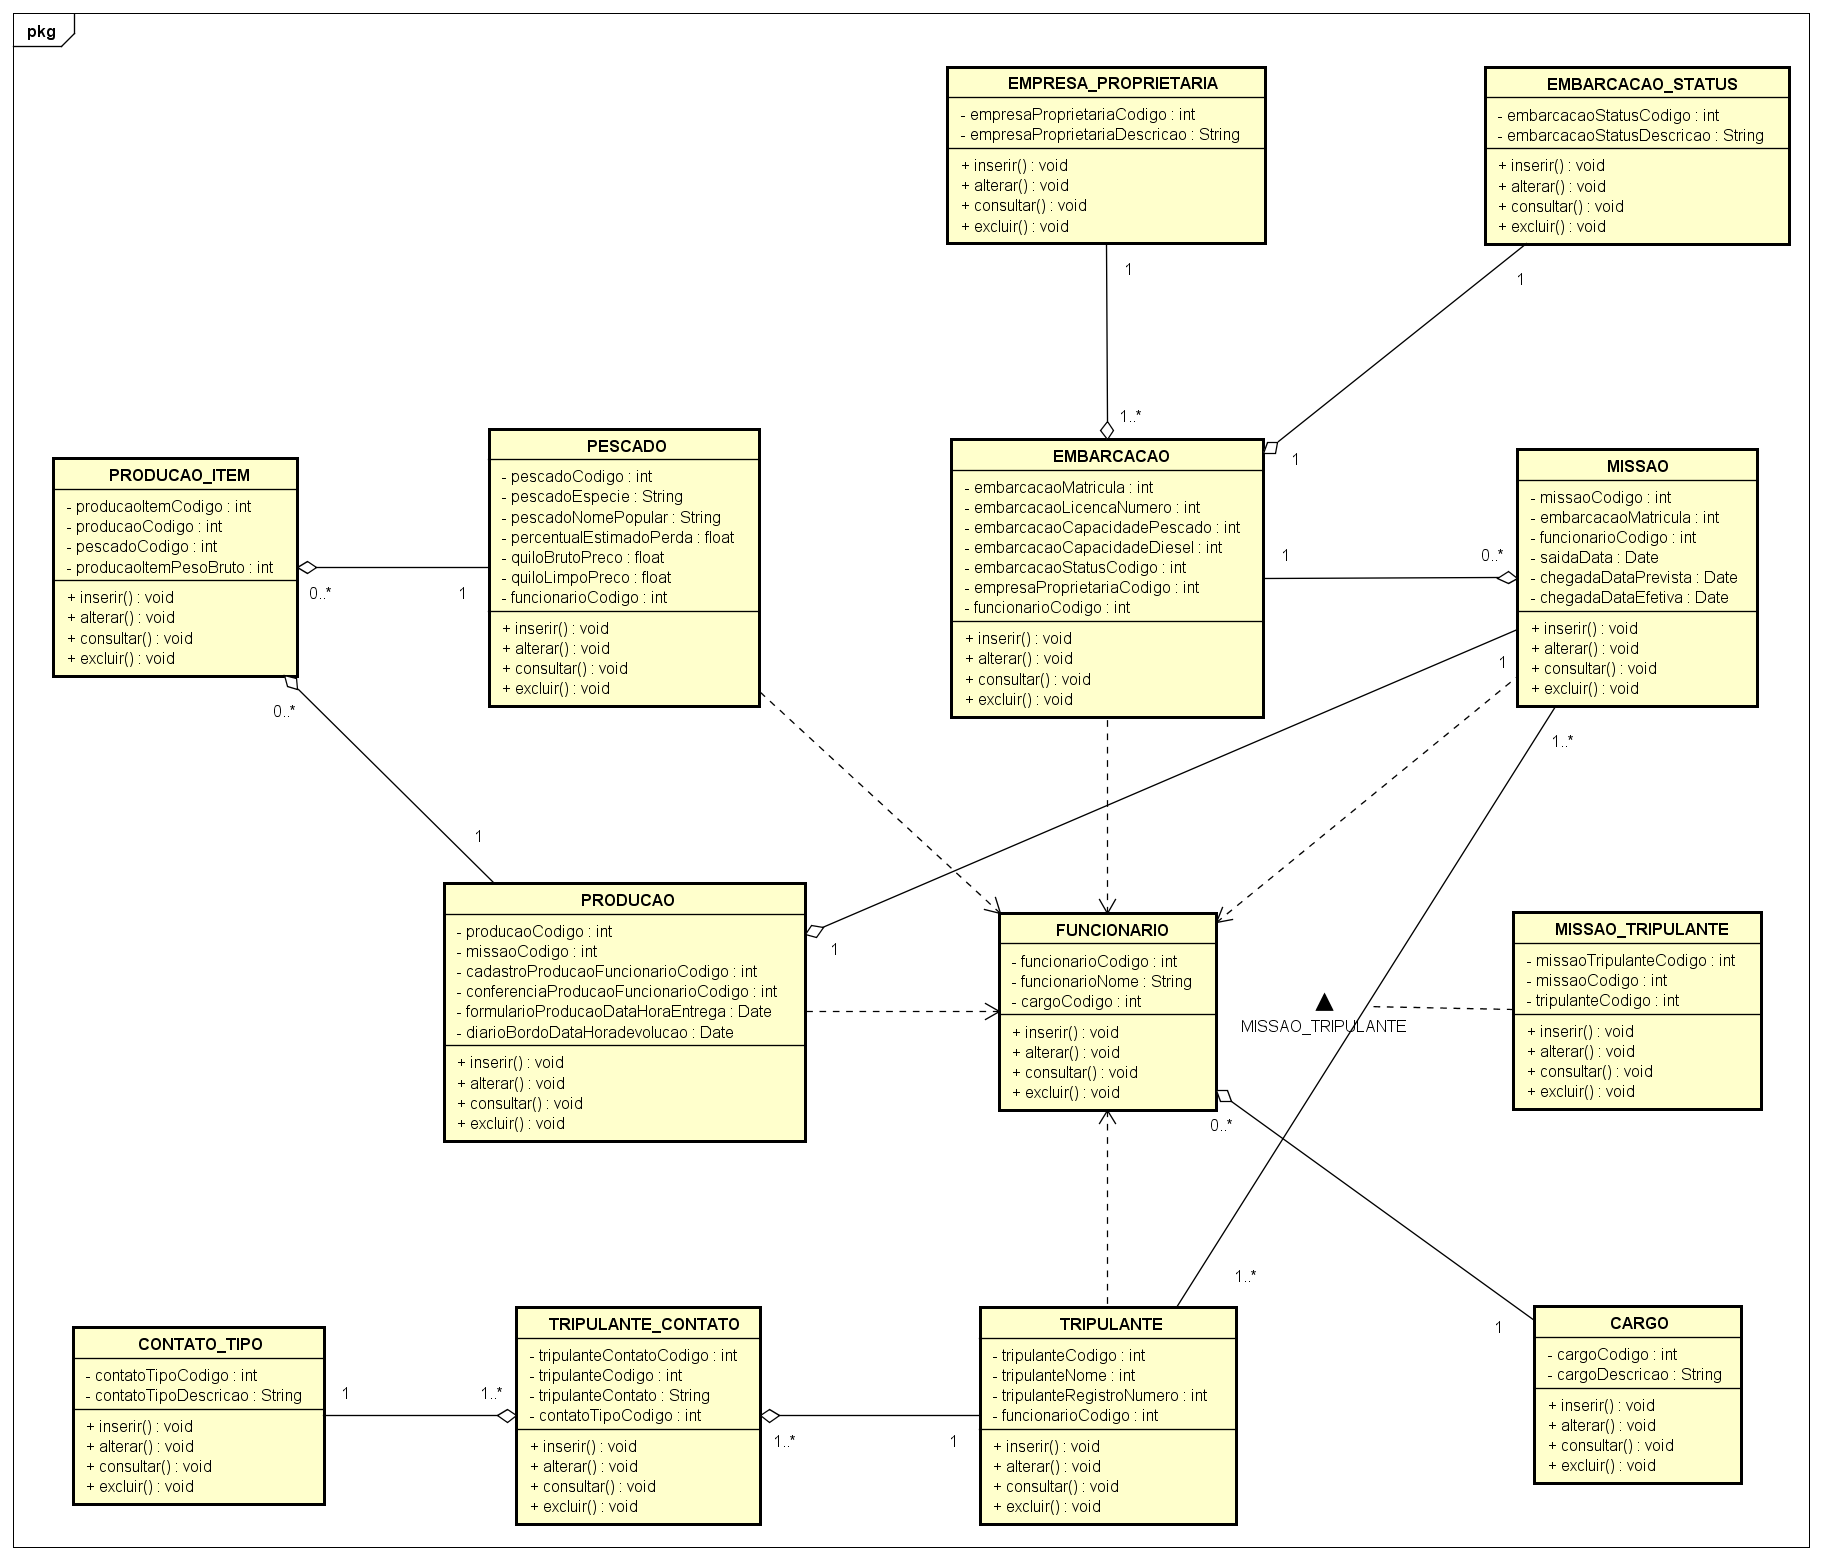 pkg
EMPRESA_PROPRIETARIA
- empresaProprietariaCodigo : int
- empresaProprietariaDescricao : String
+ inserir() : void
+ alterar() : void
+ consultar() : void
+ excluir() : void
1
1..*
EMBARCACAO_STATUS
- embarcacaoStatusCodigo : int
- embarcacaoStatusDescricao : String
+ inserir() : void
+ alterar() : void
+ consultar() : void
+ excluir() : void
1
1
PRODUCAO_ITEM
- producaoItemCodigo : int
- producaoCodigo : int
- pescadoCodigo : int
- producaoItemPesoBruto : int
+ inserir() : void
+ alterar() : void
+ consultar() : void
+ excluir() : void
0..*
1
0..*
1
PESCADO
- pescadoCodigo : int
- pescadoEspecie : String
- pescadoNomePopular : String
- percentualEstimadoPerda : float
- quiloBrutoPreco : float
- quiloLimpoPreco : float
- funcionarioCodigo : int
+ inserir() : void
+ alterar() : void
+ consultar() : void
+ excluir() : void
EMBARCACAO
- embarcacaoMatricula : int
- embarcacaoLicencaNumero : int
- embarcacaoCapacidadePescado : int
- embarcacaoCapacidadeDiesel : int
- embarcacaoStatusCodigo : int
- empresaProprietariaCodigo : int
- funcionarioCodigo : int
+ inserir() : void
+ alterar() : void
+ consultar() : void
+ excluir() : void
1
0..*
MISSAO
- missaoCodigo : int
- embarcacaoMatricula : int
- funcionarioCodigo : int
- saidaData : Date
- chegadaDataPrevista : Date
- chegadaDataEfetiva : Date
+ inserir() : void
+ alterar() : void
+ consultar() : void
+ excluir() : void
1
1..*
PRODUCAO
- producaoCodigo : int
- missaoCodigo : int
- cadastroProducaoFuncionarioCodigo : int
- conferenciaProducaoFuncionarioCodigo : int
- formularioProducaoDataHoraEntrega : Date
- diarioBordoDataHoradevolucao : Date
+ inserir() : void
+ alterar() : void
+ consultar() : void
+ excluir() : void
1
FUNCIONARIO
- funcionarioCodigo : int
- funcionarioNome : String
- cargoCodigo : int
+ inserir() : void
+ alterar() : void
+ consultar() : void
+ excluir() : void
0..*
MISSAO_TRIPULANTE
MISSAO_TRIPULANTE
- missaoTripulanteCodigo : int
- missaoCodigo : int
- tripulanteCodigo : int
+ inserir() : void
+ alterar() : void
+ consultar() : void
+ excluir() : void
1..*
1
CONTATO_TIPO
- contatoTipoCodigo : int
- contatoTipoDescricao : String
+ inserir() : void
+ alterar() : void
+ consultar() : void
+ excluir() : void
1
1..*
TRIPULANTE_CONTATO
- tripulanteContatoCodigo : int
- tripulanteCodigo : int
- tripulanteContato : String
- contatoTipoCodigo : int
+ inserir() : void
+ alterar() : void
+ consultar() : void
+ excluir() : void
1..*
1
TRIPULANTE
- tripulanteCodigo : int
- tripulanteNome : int
- tripulanteRegistroNumero : int
- funcionarioCodigo : int
+ inserir() : void
+ alterar() : void
+ consultar() : void
+ excluir() : void
CARGO
- cargoCodigo : int
- cargoDescricao : String
+ inserir() : void
+ alterar() : void
+ consultar() : void
+ excluir() : void